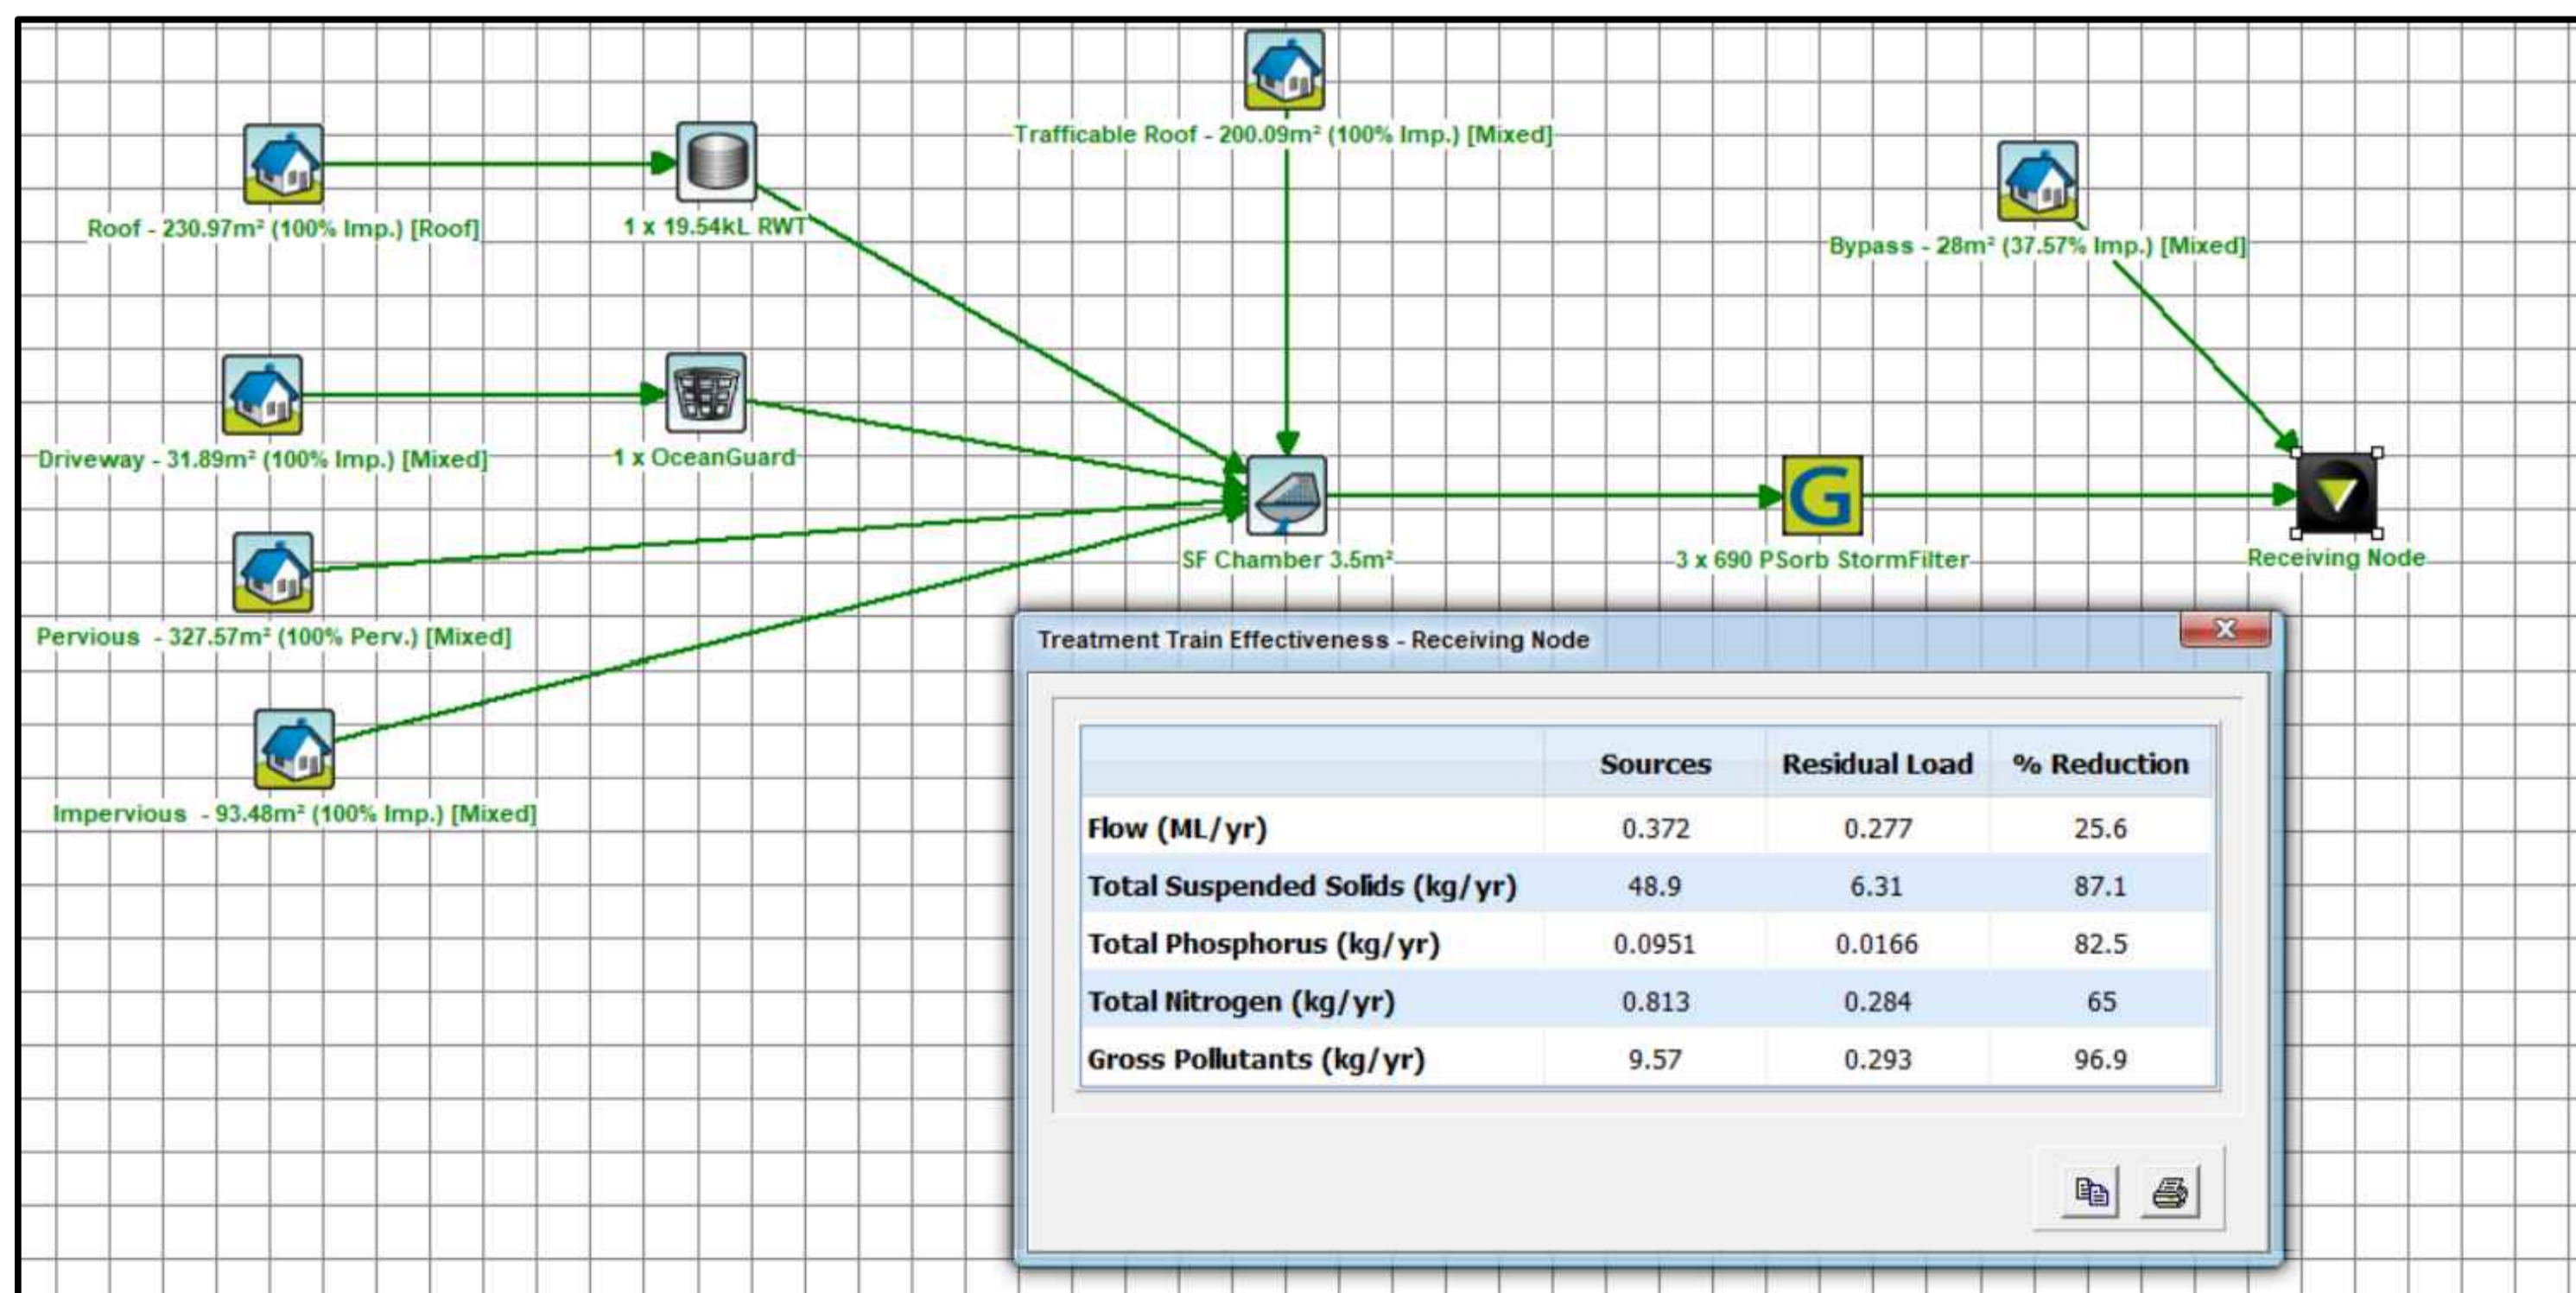 Trafficable Roof - 200.09m² (100% Imp.) [Mixed]
Roof - 230.97m² (100% Imp.) [Roof]
1 x 19.54kL RWT
Bypass - 28m² (37.57% Imp.) [Mixed]
Driveway - 31.89m² (100% Imp.) [Mixed]
1 x OceanGuard
SF Chamber 3.5m²
G
3 x 690 PSorb StormFilter
Receiving Node
Pervious - 327.57m² (100% Perv.) [Mixed]
Impervious - 93.48m² (100% Imp.) [Mixed]
Treatment Train Effectiveness - Receiving Node
Sources Residual Load % Reduction
Flow (ML/yr) 0.372 0.277 25.6
Total Suspended Solids (kg/yr) 48.9 6.31 87.1
Total Phosphorus (kg/yr) 0.0951 0.0166 82.5
Total Nitrogen (kg/yr) 0.813 0.284 65
Gross Pollutants (kg/yr) 9.57 0.293 96.9